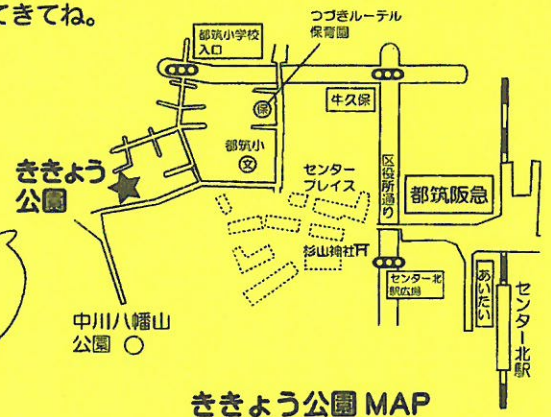 てきてね。
つづきルーテル
保育園
都筑小学校
入口
保
牛久保
都筑小
文
ききょう
公園
センター
プレイス
区役所通り
都筑阪急
杉山神社
センター北
駅広場
あいたい
センター北駅
中川八幡山
公園
ききょう公園 MAP